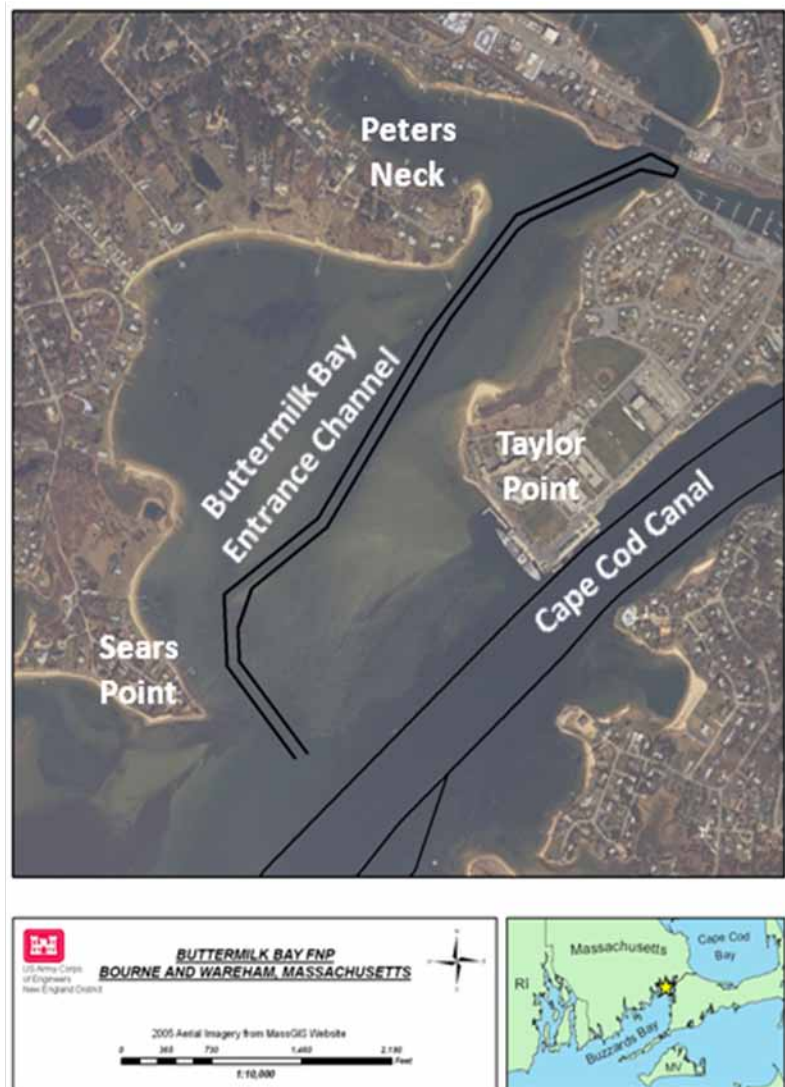 Peters
Neck
Buttermilk Bay
Entrance Channel
Taylor
Point
Cape Cod Canal
Sears
Point
US Army Corps
of Engineers
New England District
BUTTERMILK BAY FNP
BOURNE AND WAREHAM, MASSACHUSETTS
2005 Aerial Imagery from MassGIS Website
0 365 730 1,460 2,190
Feet
1:10,000
Massachusetts
Cape Cod
Bay
RI
Buzzards Bay
MV